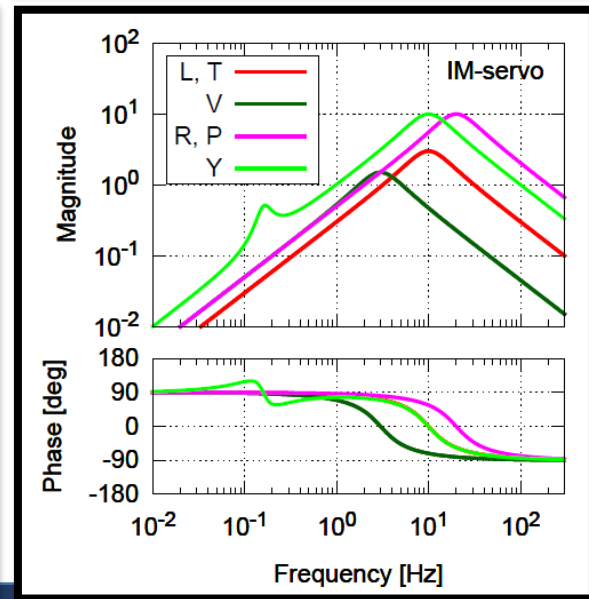 IM-servo
L, T
V
R, P
Y
Magnitude
10²
10¹
10⁰
10⁻¹
10⁻²
Phase [deg]
180
90
0
-90
-180
10⁻² 10⁻¹ 10⁰ 10¹ 10²
Frequency [Hz]